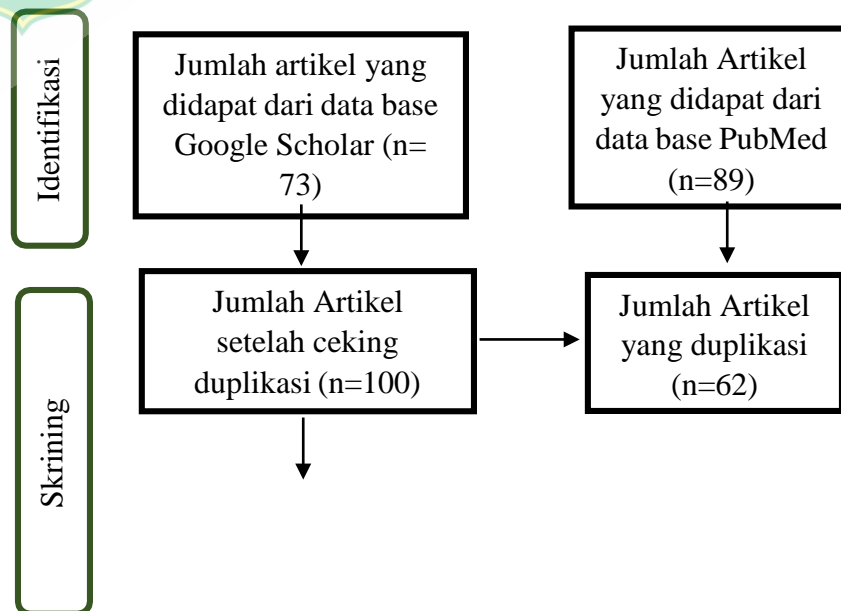 Identifikasi
Jumlah artikel yang
didapat dari data base
Google Scholar (n=
73)
Jumlah Artikel
yang didapat dari
data base PubMed
(n=89)
Skrining
Jumlah Artikel
setelah ceking
duplikasi (n=100)
Jumlah Artikel
yang duplikasi
(n=62)